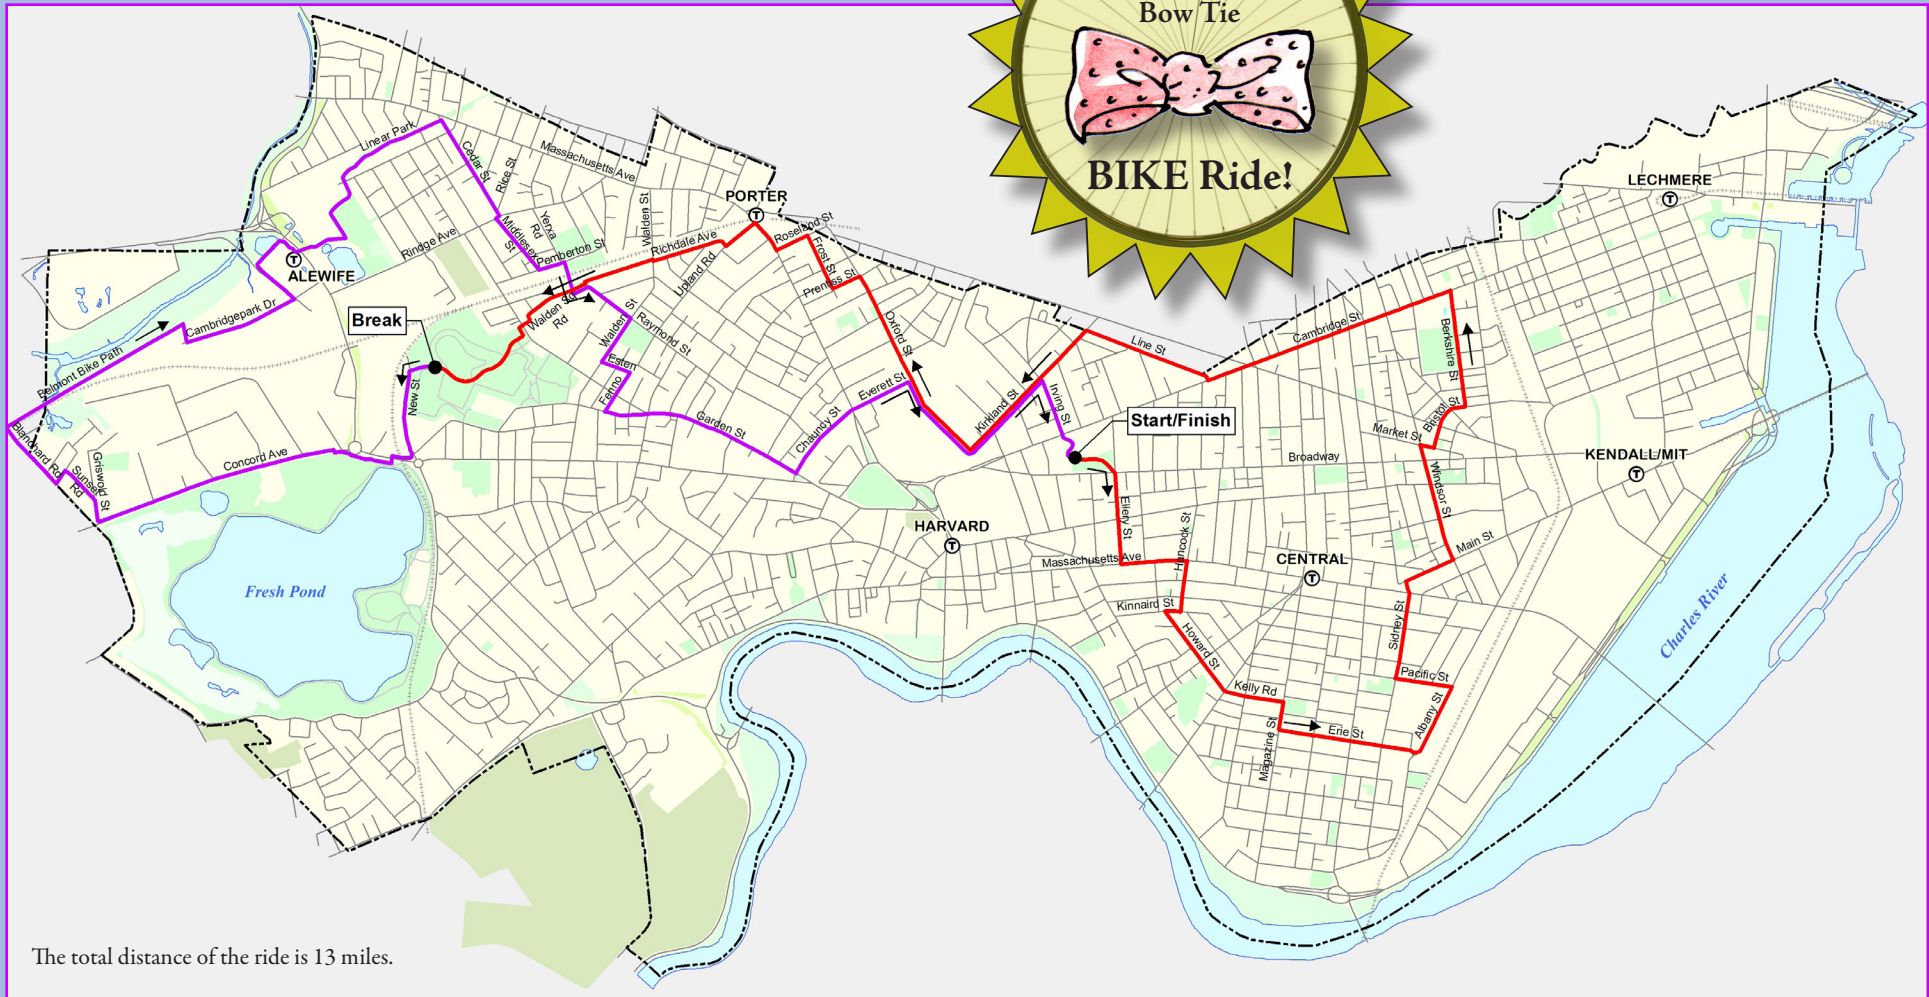 Bow Tie
BIKE Ride!
Linear Park
Cedar St
Rice St
Massachusetts Ave
Walden St
PORTER
T
LECHMERE
T
Rindge Ave
Middlesex St
Yerxa Rd
Pemberton St
Richdale Ave
Upland Rd
Roseland St
Frost St
Prentiss St
T
ALEWIFE
Cambridgepark Dr
Break
Walden Sq Rd
Walden St
Raymond St
Oxford St
Line St
Cambridge St
Berkshire St
Belmont Bike Path
New St
Esten
Fenno
Everett St
Chauncy St
Garden St
Kirkland St
Irving St
Start/Finish
Bristol St
Market St
Blanchard Rd
Sunset Rd
Griswold St
Concord Ave
Broadway
Windsor St
KENDALL/MIT
T
Ellery St
HARVARD
T
Massachusetts Ave
Hancock St
CENTRAL
T
Main St
Fresh Pond
Kinnaird St
Howard St
Sidney St
Charles River
Kelly Rd
Pacific St
Magazine St
Erie St
Albany St
The total distance of the ride is 13 miles.